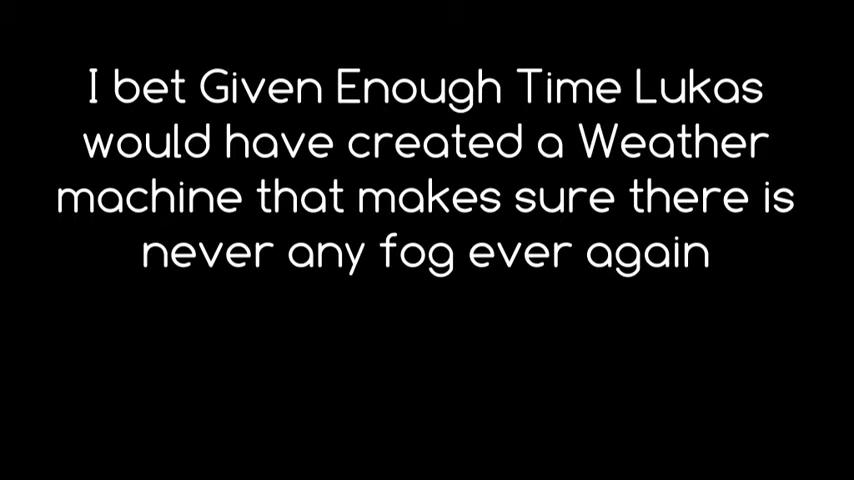 I bet Given Enough Time Lukas
would have created a Weather
machine that makes sure there is
never any fog ever again